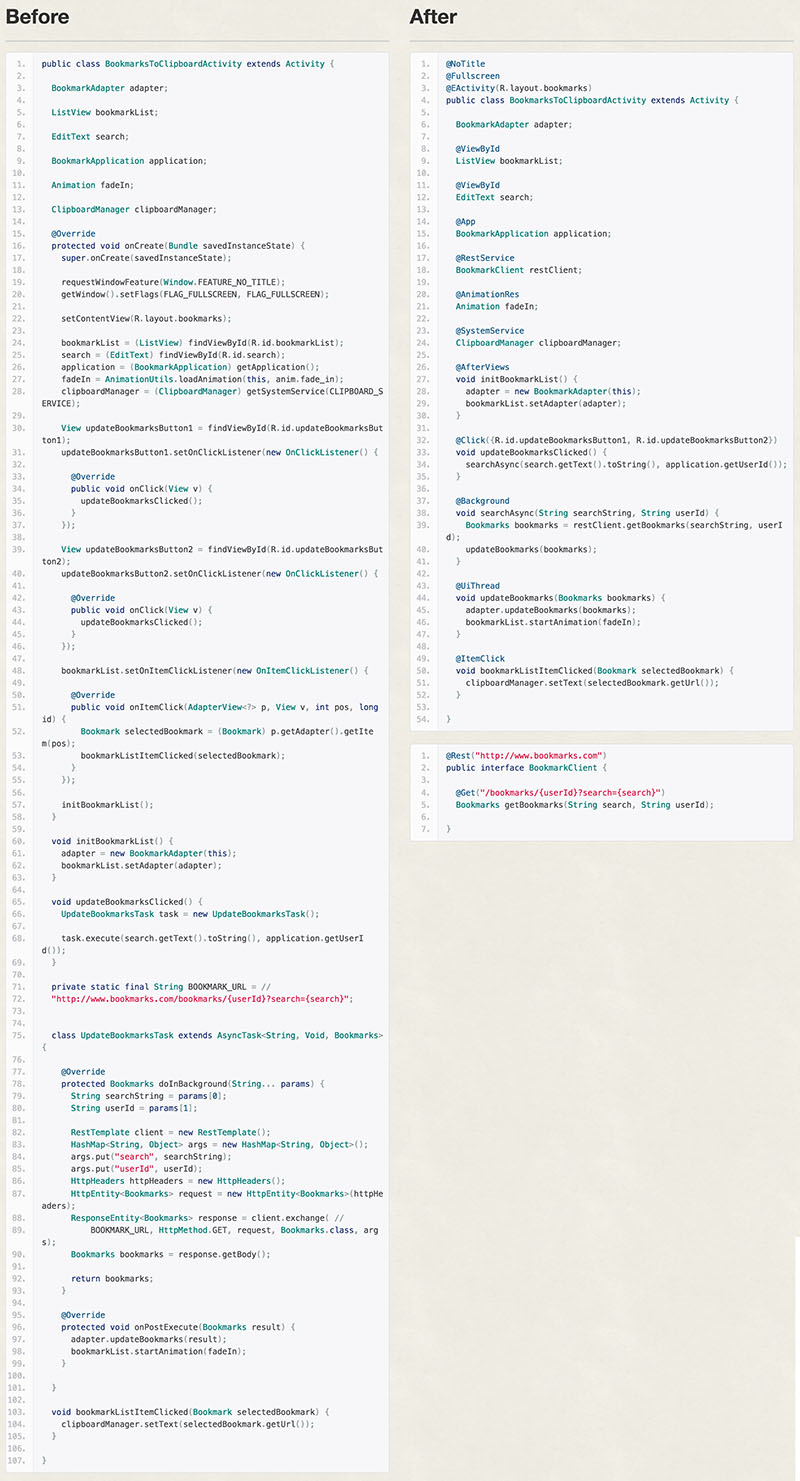 Before
1. public class BookmarksToClipboardActivity extends Activity {
2.
3. BookmarkAdapter adapter;
4.
5. ListView bookmarkList;
6.
7. EditText search;
8.
9. BookmarkApplication application;
10.
11. Animation fadeIn;
12.
13. ClipboardManager clipboardManager;
14.
15. @Override
16. protected void onCreate(Bundle savedInstanceState) {
17. super.onCreate(savedInstanceState);
18.
19. requestWindowFeature(Window.FEATURE_NO_TITLE);
20. getWindow().setFlags(FLAG_FULLSCREEN, FLAG_FULLSCREEN);
21.
22. setContentView(R.layout.bookmarks);
23.
24. bookmarkList = (ListView) findViewById(R.id.bookmarkList);
25. search = (EditText) findViewById(R.id.search);
26. application = (BookmarkApplication) getApplication();
27. fadeIn = AnimationUtils.loadAnimation(this, anim.fade_in);
28. clipboardManager = (ClipboardManager) getSystemService(CLIPBOARD_S
ERVICE);
29.
30. View updateBookmarksButton1 = findViewById(R.id.updateBookmarksBut
ton1);
31. updateBookmarksButton1.setOnClickListener(new OnClickListener() {
32.
33. @Override
34. public void onClick(View v) {
35. updateBookmarksClicked();
36. }
37. });
38.
39. View updateBookmarksButton2 = findViewById(R.id.updateBookmarksBut
ton2);
40. updateBookmarksButton2.setOnClickListener(new OnClickListener() {
41.
42. @Override
43. public void onClick(View v) {
44. updateBookmarksClicked();
45. }
46. });
47.
48. bookmarkList.setOnItemClickListener(new OnItemClickListener() {
49.
50. @Override
51. public void onItemClick(AdapterView<?> p, View v, int pos, long
id) {
52. Bookmark selectedBookmark = (Bookmark) p.getAdapter().getIte
m(pos);
53. bookmarkListItemClicked(selectedBookmark);
54. }
55. });
56.
57. initBookmarkList();
58. }
59.
60. void initBookmarkList() {
61. adapter = new BookmarkAdapter(this);
62. bookmarkList.setAdapter(adapter);
63. }
64.
65. void updateBookmarksClicked() {
66. UpdateBookmarksTask task = new UpdateBookmarksTask();
67.
68. task.execute(search.getText().toString(), application.getUserI
d());
69. }
70.
71. private static final String BOOKMARK_URL = //
72. "http://www.bookmarks.com/bookmarks/{userId}?search={search}";
73.
74.
75. class UpdateBookmarksTask extends AsyncTask<String, Void, Bookmarks>
{
76.
77. @Override
78. protected Bookmarks doInBackground(String... params) {
79. String searchString = params[0];
80. String userId = params[1];
81.
82. RestTemplate client = new RestTemplate();
83. HashMap<String, Object> args = new HashMap<String, Object>();
84. args.put("search", searchString);
85. args.put("userId", userId);
86. HttpHeaders httpHeaders = new HttpHeaders();
87. HttpEntity<Bookmarks> request = new HttpEntity<Bookmarks>(httpHe
aders);
88. ResponseEntity<Bookmarks> response = client.exchange( //
89. BOOKMARK_URL, HttpMethod.GET, request, Bookmarks.class, arg
s);
90. Bookmarks bookmarks = response.getBody();
91.
92. return bookmarks;
93. }
94.
95. @Override
96. protected void onPostExecute(Bookmarks result) {
97. adapter.updateBookmarks(result);
98. bookmarkList.startAnimation(fadeIn);
99. }
100.
101. }
102.
103. void bookmarkListItemClicked(Bookmark selectedBookmark) {
104. clipboardManager.setText(selectedBookmark.getUrl());
105. }
106.
107. }
After
1. @NoTitle
2. @Fullscreen
3. @EActivity(R.layout.bookmarks)
4. public class BookmarksToClipboardActivity extends Activity {
5.
6. BookmarkAdapter adapter;
7.
8. @ViewById
9. ListView bookmarkList;
10.
11. @ViewById
12. EditText search;
13.
14. @App
15. BookmarkApplication application;
16.
17. @RestService
18. BookmarkClient restClient;
19.
20. @AnimationRes
21. Animation fadeIn;
22.
23. @SystemService
24. ClipboardManager clipboardManager;
25.
26. @AfterViews
27. void initBookmarkList() {
28. adapter = new BookmarkAdapter(this);
29. bookmarkList.setAdapter(adapter);
30. }
31.
32. @Click({R.id.updateBookmarksButton1, R.id.updateBookmarksButton2})
33. void updateBookmarksClicked() {
34. searchAsync(search.getText().toString(), application.getUserId());
35. }
36.
37. @Background
38. void searchAsync(String searchString, String userId) {
39. Bookmarks bookmarks = restClient.getBookmarks(searchString, userI
d);
40. updateBookmarks(bookmarks);
41. }
42.
43. @UiThread
44. void updateBookmarks(Bookmarks bookmarks) {
45. adapter.updateBookmarks(bookmarks);
46. bookmarkList.startAnimation(fadeIn);
47. }
48.
49. @ItemClick
50. void bookmarkListItemClicked(Bookmark selectedBookmark) {
51. clipboardManager.setText(selectedBookmark.getUrl());
52. }
53.
54. }
1. @Rest("http://www.bookmarks.com")
2. public interface BookmarkClient {
3.
4. @Get("/bookmarks/{userId}?search={search}")
5. Bookmarks getBookmarks(String search, String userId);
6.
7. }